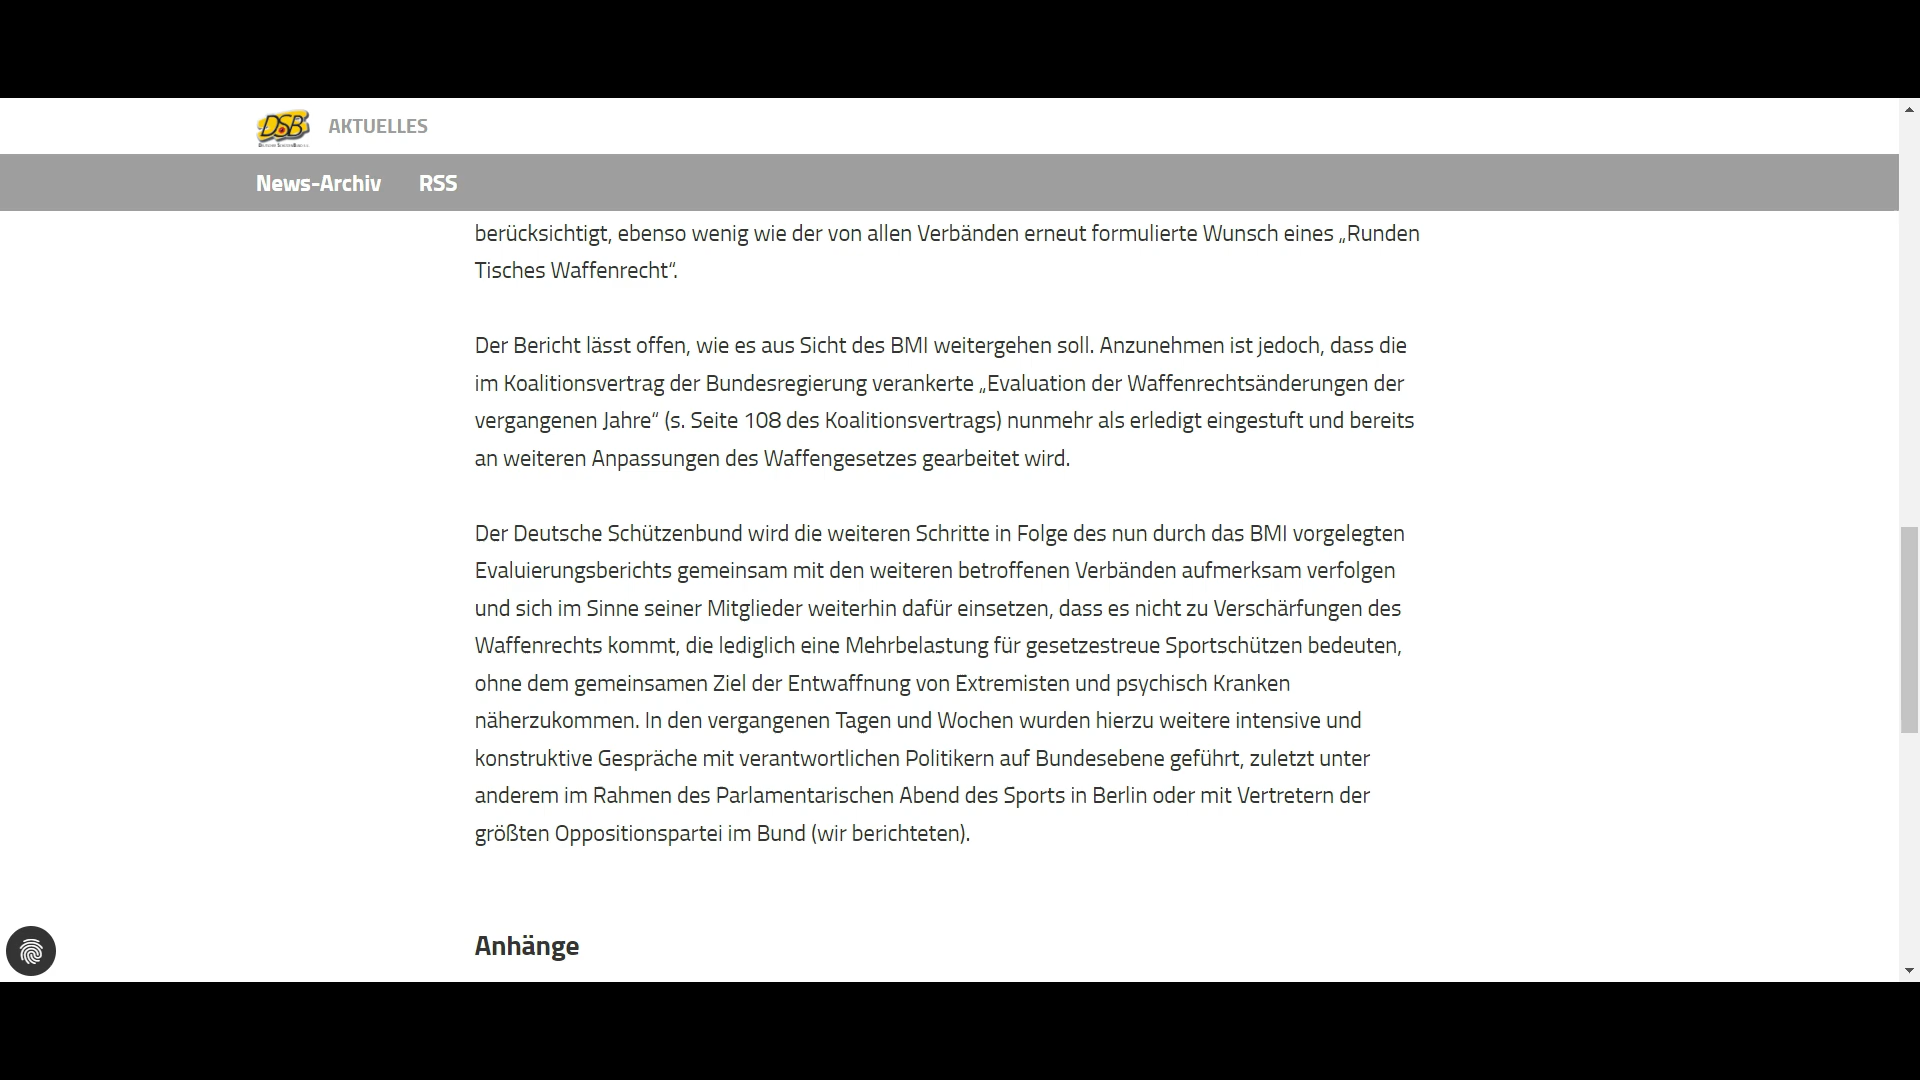 DSB
AKTUELLES
News-Archiv
RSS
berücksichtigt, ebenso wenig wie der von allen Verbänden erneut formulierte Wunsch eines „Runden
Tisches Waffenrecht“.
Der Bericht lässt offen, wie es aus Sicht des BMI weitergehen soll. Anzunehmen ist jedoch, dass die
im Koalitionsvertrag der Bundesregierung verankerte „Evaluation der Waffenrechtsänderungen der
vergangenen Jahre“ (s. Seite 108 des Koalitionsvertrags) nunmehr als erledigt eingestuft und bereits
an weiteren Anpassungen des Waffengesetzes gearbeitet wird.
Der Deutsche Schützenbund wird die weiteren Schritte in Folge des nun durch das BMI vorgelegten
Evaluierungsberichts gemeinsam mit den weiteren betroffenen Verbänden aufmerksam verfolgen
und sich im Sinne seiner Mitglieder weiterhin dafür einsetzen, dass es nicht zu Verschärfungen des
Waffenrechts kommt, die lediglich eine Mehrbelastung für gesetzestreue Sportschützen bedeuten,
ohne dem gemeinsamen Ziel der Entwaffnung von Extremisten und psychisch Kranken
näherzukommen. In den vergangenen Tagen und Wochen wurden hierzu weitere intensive und
konstruktive Gespräche mit verantwortlichen Politikern auf Bundesebene geführt, zuletzt unter
anderem im Rahmen des Parlamentarischen Abend des Sports in Berlin oder mit Vertretern der
größten Oppositionspartei im Bund (wir berichteten).
Anhänge